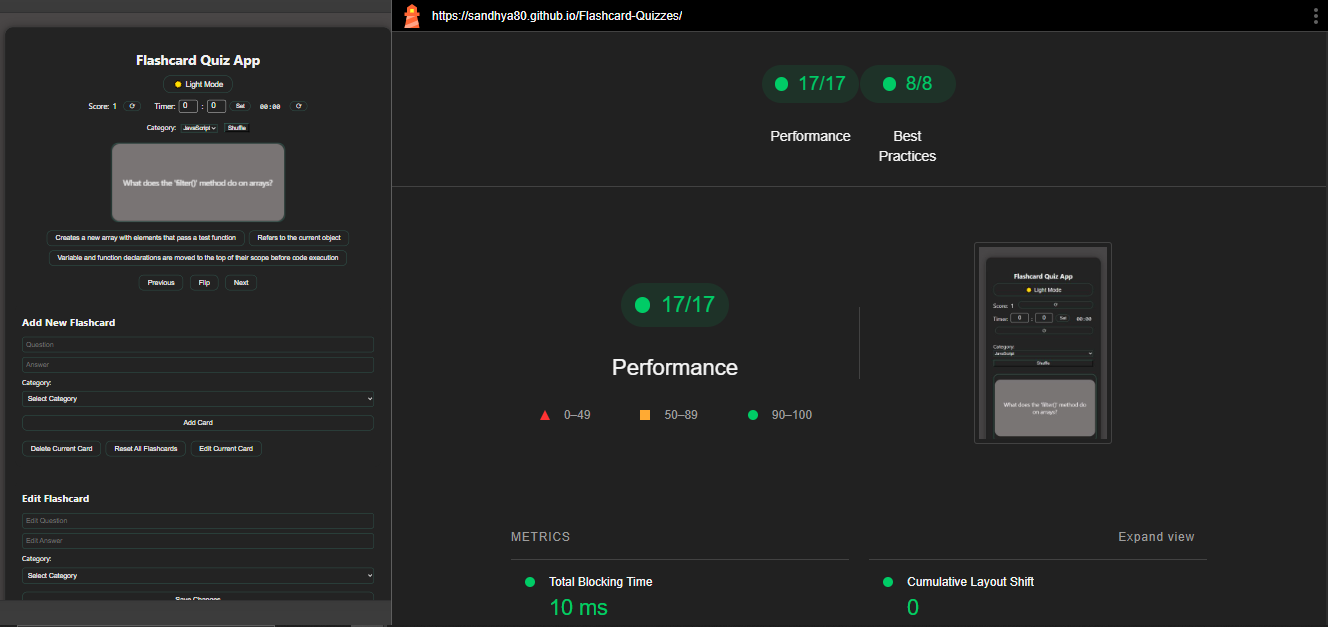 Flashcard Quiz App
Light Mode
Score: 1
Timer: 0 : 0 Set 00:00
Category: JavaScript Shuffle
What does the 'filter()' method do on arrays?
Creates a new array with elements that pass a test function
Refers to the current object
Variable and function declarations are moved to the top of their scope before code execution
Previous
Flip
Next
Add New Flashcard
Question
Answer
Category:
Select Category
Add Card
Delete Current Card
Reset All Flashcards
Edit Current Card
Edit Flashcard
Edit Question
Edit Answer
Category:
Select Category
Save Changes
https://sandhya80.github.io/Flashcard-Quizzes/
17/17
8/8
Performance
Best
Practices
17/17
Performance
0–49
50–89
90–100
Flashcard Quiz App
Light Mode
Score: 1
Timer: 0 : 0 Set 00:00
Category:
JavaScript
Shuffle
What does the 'filter()' method do
on arrays?
METRICS
Expand view
Total Blocking Time
10 ms
Cumulative Layout Shift
0